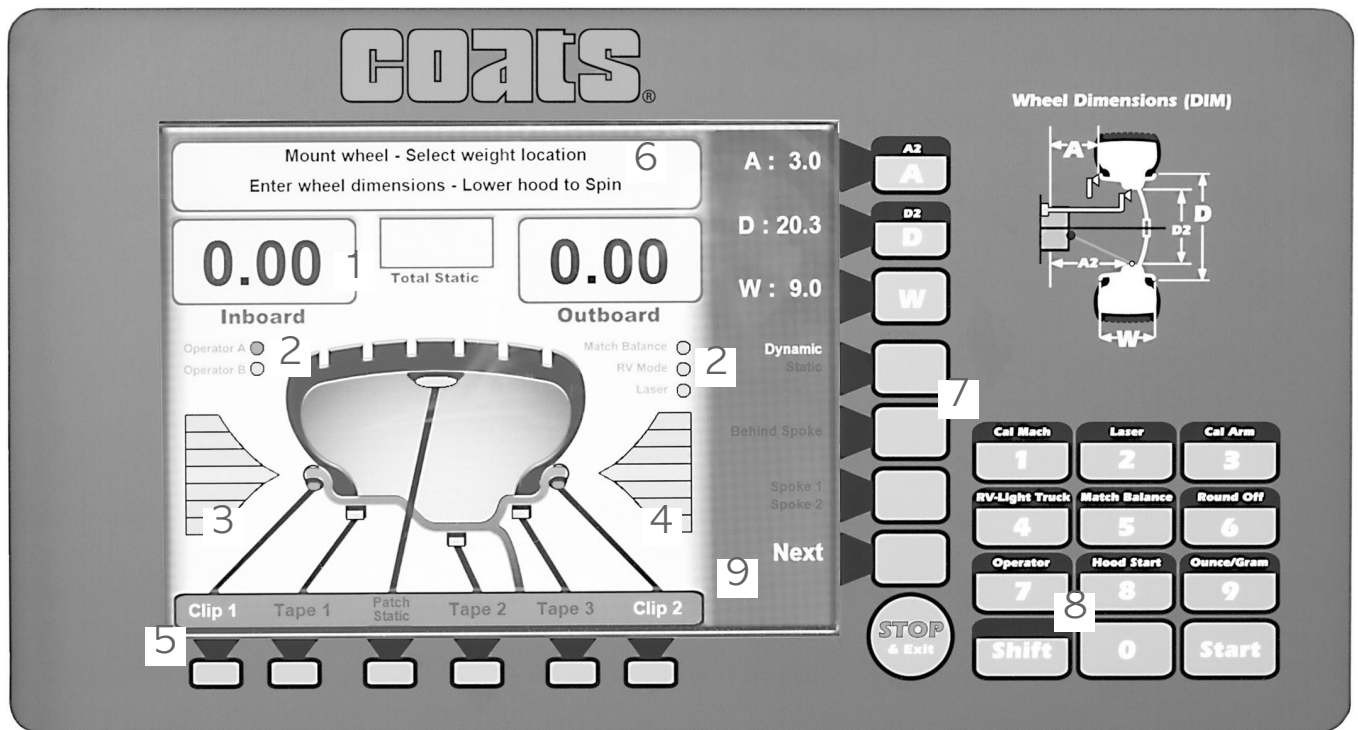 coats®
Wheel Dimensions (DIM)
Mount wheel - Select weight location
Enter wheel dimensions - Lower hood to Spin
6
0.00
1
Total Static
0.00
Inboard
Outboard
Operator A
Operator B
2
Match Balance
RV Mode
Laser
2
3
4
Clip 1
Tape 1
Patch
Static
Tape 2
Tape 3
Clip 2
5
A : 3.0
D : 20.3
W : 9.0
Dynamic
Static
Behind Spoke
Spoke 1
Spoke 2
Next
9
A2
A
D2
D
W
7
STOP
& Exit
A
D
D2
A2
W
Cal Mach
1
Laser
2
Cal Arm
3
RV-Light Truck
4
Match Balance
5
Round Off
6
Operator
7
Hood Start
8
Ounce/Gram
9
8
Shift
0
Start